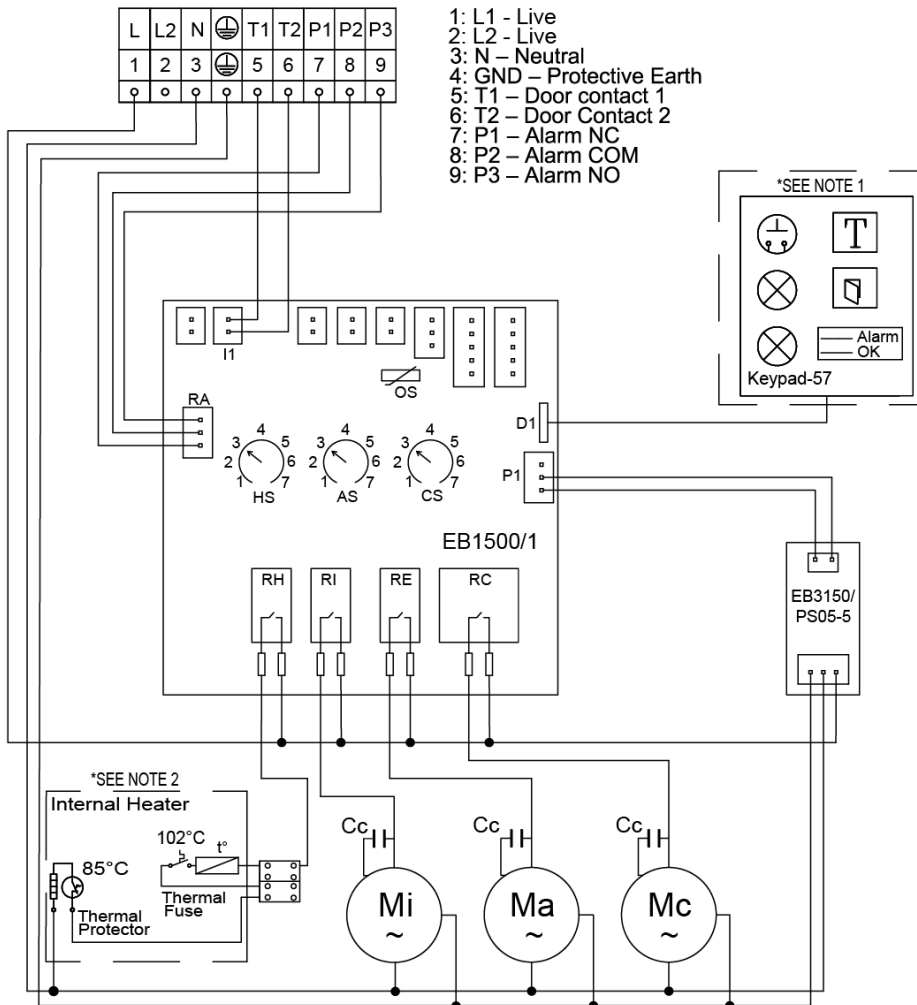 L L2 N T1 T2 P1 P2 P3
1 2 3 5 6 7 8 9
1: L1 - Live
2: L2 - Live
3: N – Neutral
4: GND – Protective Earth
5: T1 – Door contact 1
6: T2 – Door Contact 2
7: P1 – Alarm NC
8: P2 – Alarm COM
9: P3 – Alarm NO
*SEE NOTE 1
T
Alarm
OK
Keypad-57
I1
OS
RA
D1
1 2 3 4 5 6 7
HS
1 2 3 4 5 6 7
AS
1 2 3 4 5 6 7
CS
P1
EB1500/1
EB3150/
PS05-5
RH RI RE RC
*SEE NOTE 2
Internal Heater
102°C t°
85°C
Thermal
Fuse
Thermal
Protector
Cc Cc Cc
Mi Ma Mc
~ ~ ~